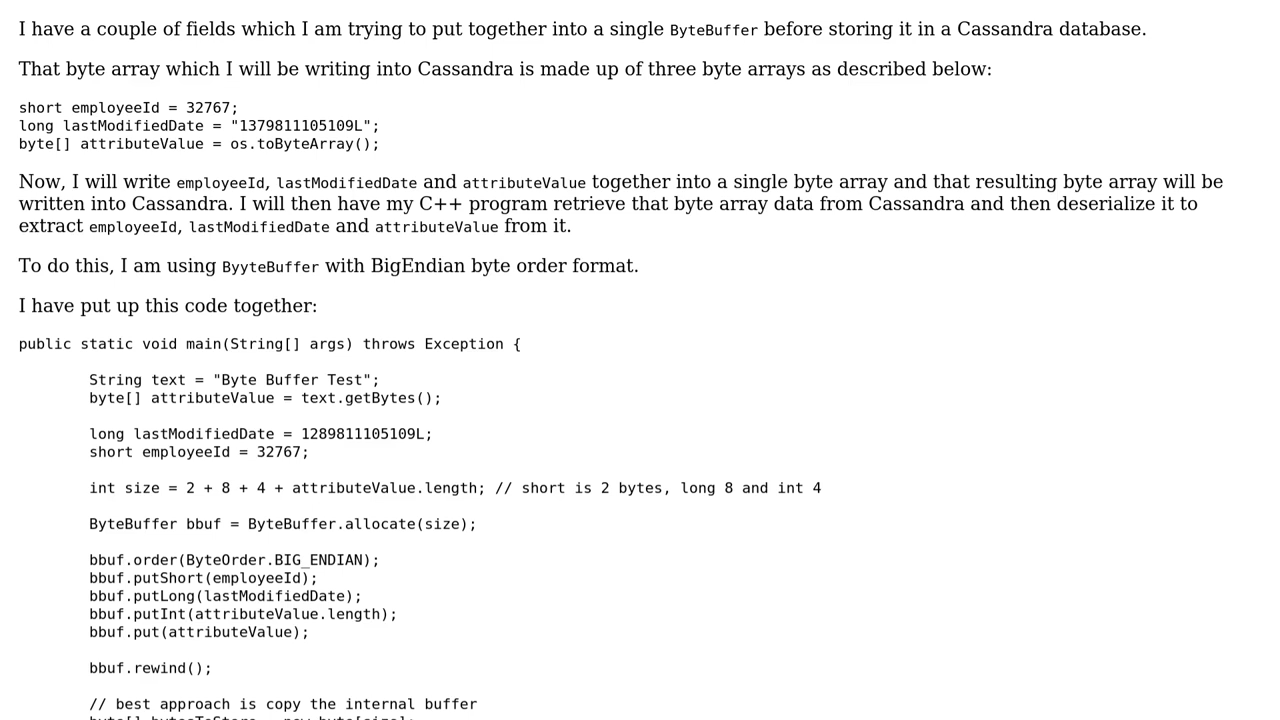 I have a couple of fields which I am trying to put together into a single ByteBuffer before storing it in a Cassandra database.
That byte array which I will be writing into Cassandra is made up of three byte arrays as described below:
short employeeId = 32767;
long lastModifiedDate = "1379811105109L";
byte[] attributeValue = os.toByteArray();
Now, I will write employeeId, lastModifiedDate and attributeValue together into a single byte array and that resulting byte array will be
written into Cassandra. I will then have my C++ program retrieve that byte array data from Cassandra and then deserialize it to
extract employeeId, lastModifiedDate and attributeValue from it.
To do this, I am using ByyteBuffer with BigEndian byte order format.
I have put up this code together:
public static void main(String[] args) throws Exception {
String text = "Byte Buffer Test";
byte[] attributeValue = text.getBytes();
long lastModifiedDate = 1289811105109L;
short employeeId = 32767;
int size = 2 + 8 + 4 + attributeValue.length; // short is 2 bytes, long 8 and int 4
ByteBuffer bbuf = ByteBuffer.allocate(size);
bbuf.order(ByteOrder.BIG_ENDIAN);
bbuf.putShort(employeeId);
bbuf.putLong(lastModifiedDate);
bbuf.putInt(attributeValue.length);
bbuf.put(attributeValue);
bbuf.rewind();
// best approach is copy the internal buffer